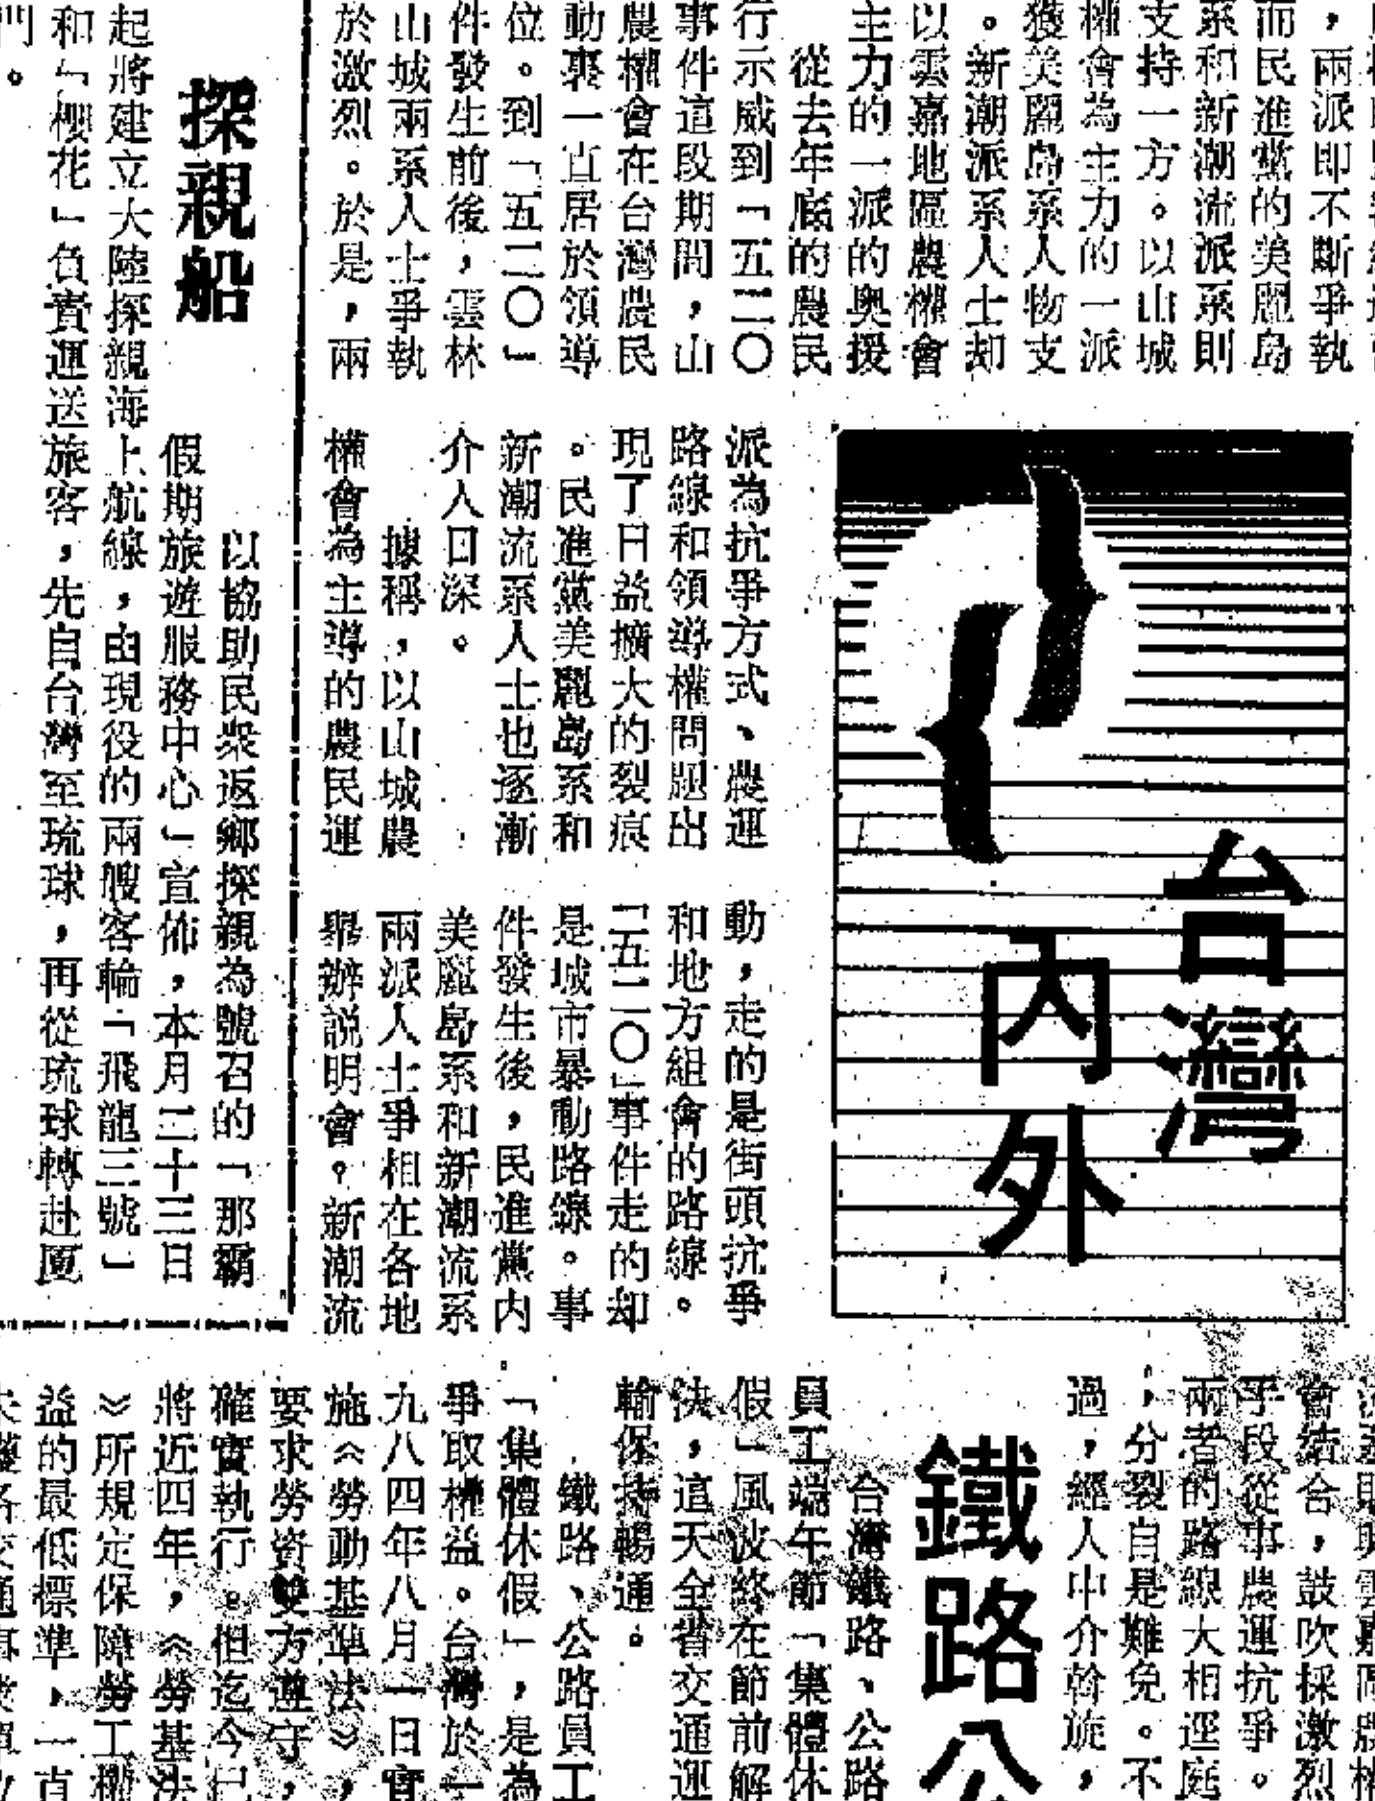 ，兩派即不斷爭執
而民進黨的美麗島
系和新潮流派系則
支持一方。以山城
權會為主力的一派
獲美麗島系人物支
。新潮派系人士却
以雲嘉地區農權會
主力的一派的奧援
從去年底的農民
行示威到「五二〇
事件這段期間，山
農權會在台灣農民
動裏一直居於領導
位。到「五二〇」
件發生前後，雲林
山城兩系人士爭執
於激烈。於是，兩
派為抗爭方式、農運
路線和領導權問題出
現了日益擴大的裂痕
。民進黨美麗島系和
新潮流系人士也逐漸
介入日深。
據稱，以山城農
權會為主導的農民運
動，走的是街頭抗爭
和地方組會的路線。
「五二〇」事件走的却
是城市暴動路線。事
件發生後，民進黨內
美麗島系和新潮流系
兩派人士爭相在各地
舉辦説明會。新潮流
台灣
內外
探親船
以協助民衆返鄉探親為號召的「那霸
假期旅遊服務中心」宣佈，本月二十三日
起將建立大陸探親海上航線，由現役的兩艘客輪「飛龍三號」
和「櫻花」負責運送旅客，先自台灣至琉球，再從琉球轉赴厦
門。
會結合，鼓吹採激烈
手段從事農運抗爭。
兩者的路線大相逕庭
，分裂自是難免。不
過，經人中介幹旋，
鐵路公
台灣鐵路、公路
員工端午節「集體休
假」風波終在節前解
決，這天全省交通運
輸保持暢通。
鐵路、公路員工
「集體休假」，是為
爭取權益。台灣於一
九八四年八月一日實
施《勞動基準法》，
要求勞資雙方遵守，
確實執行。但迄今已
將近四年，《勞基法
》所規定保障勞工權
益的最低標準，一直